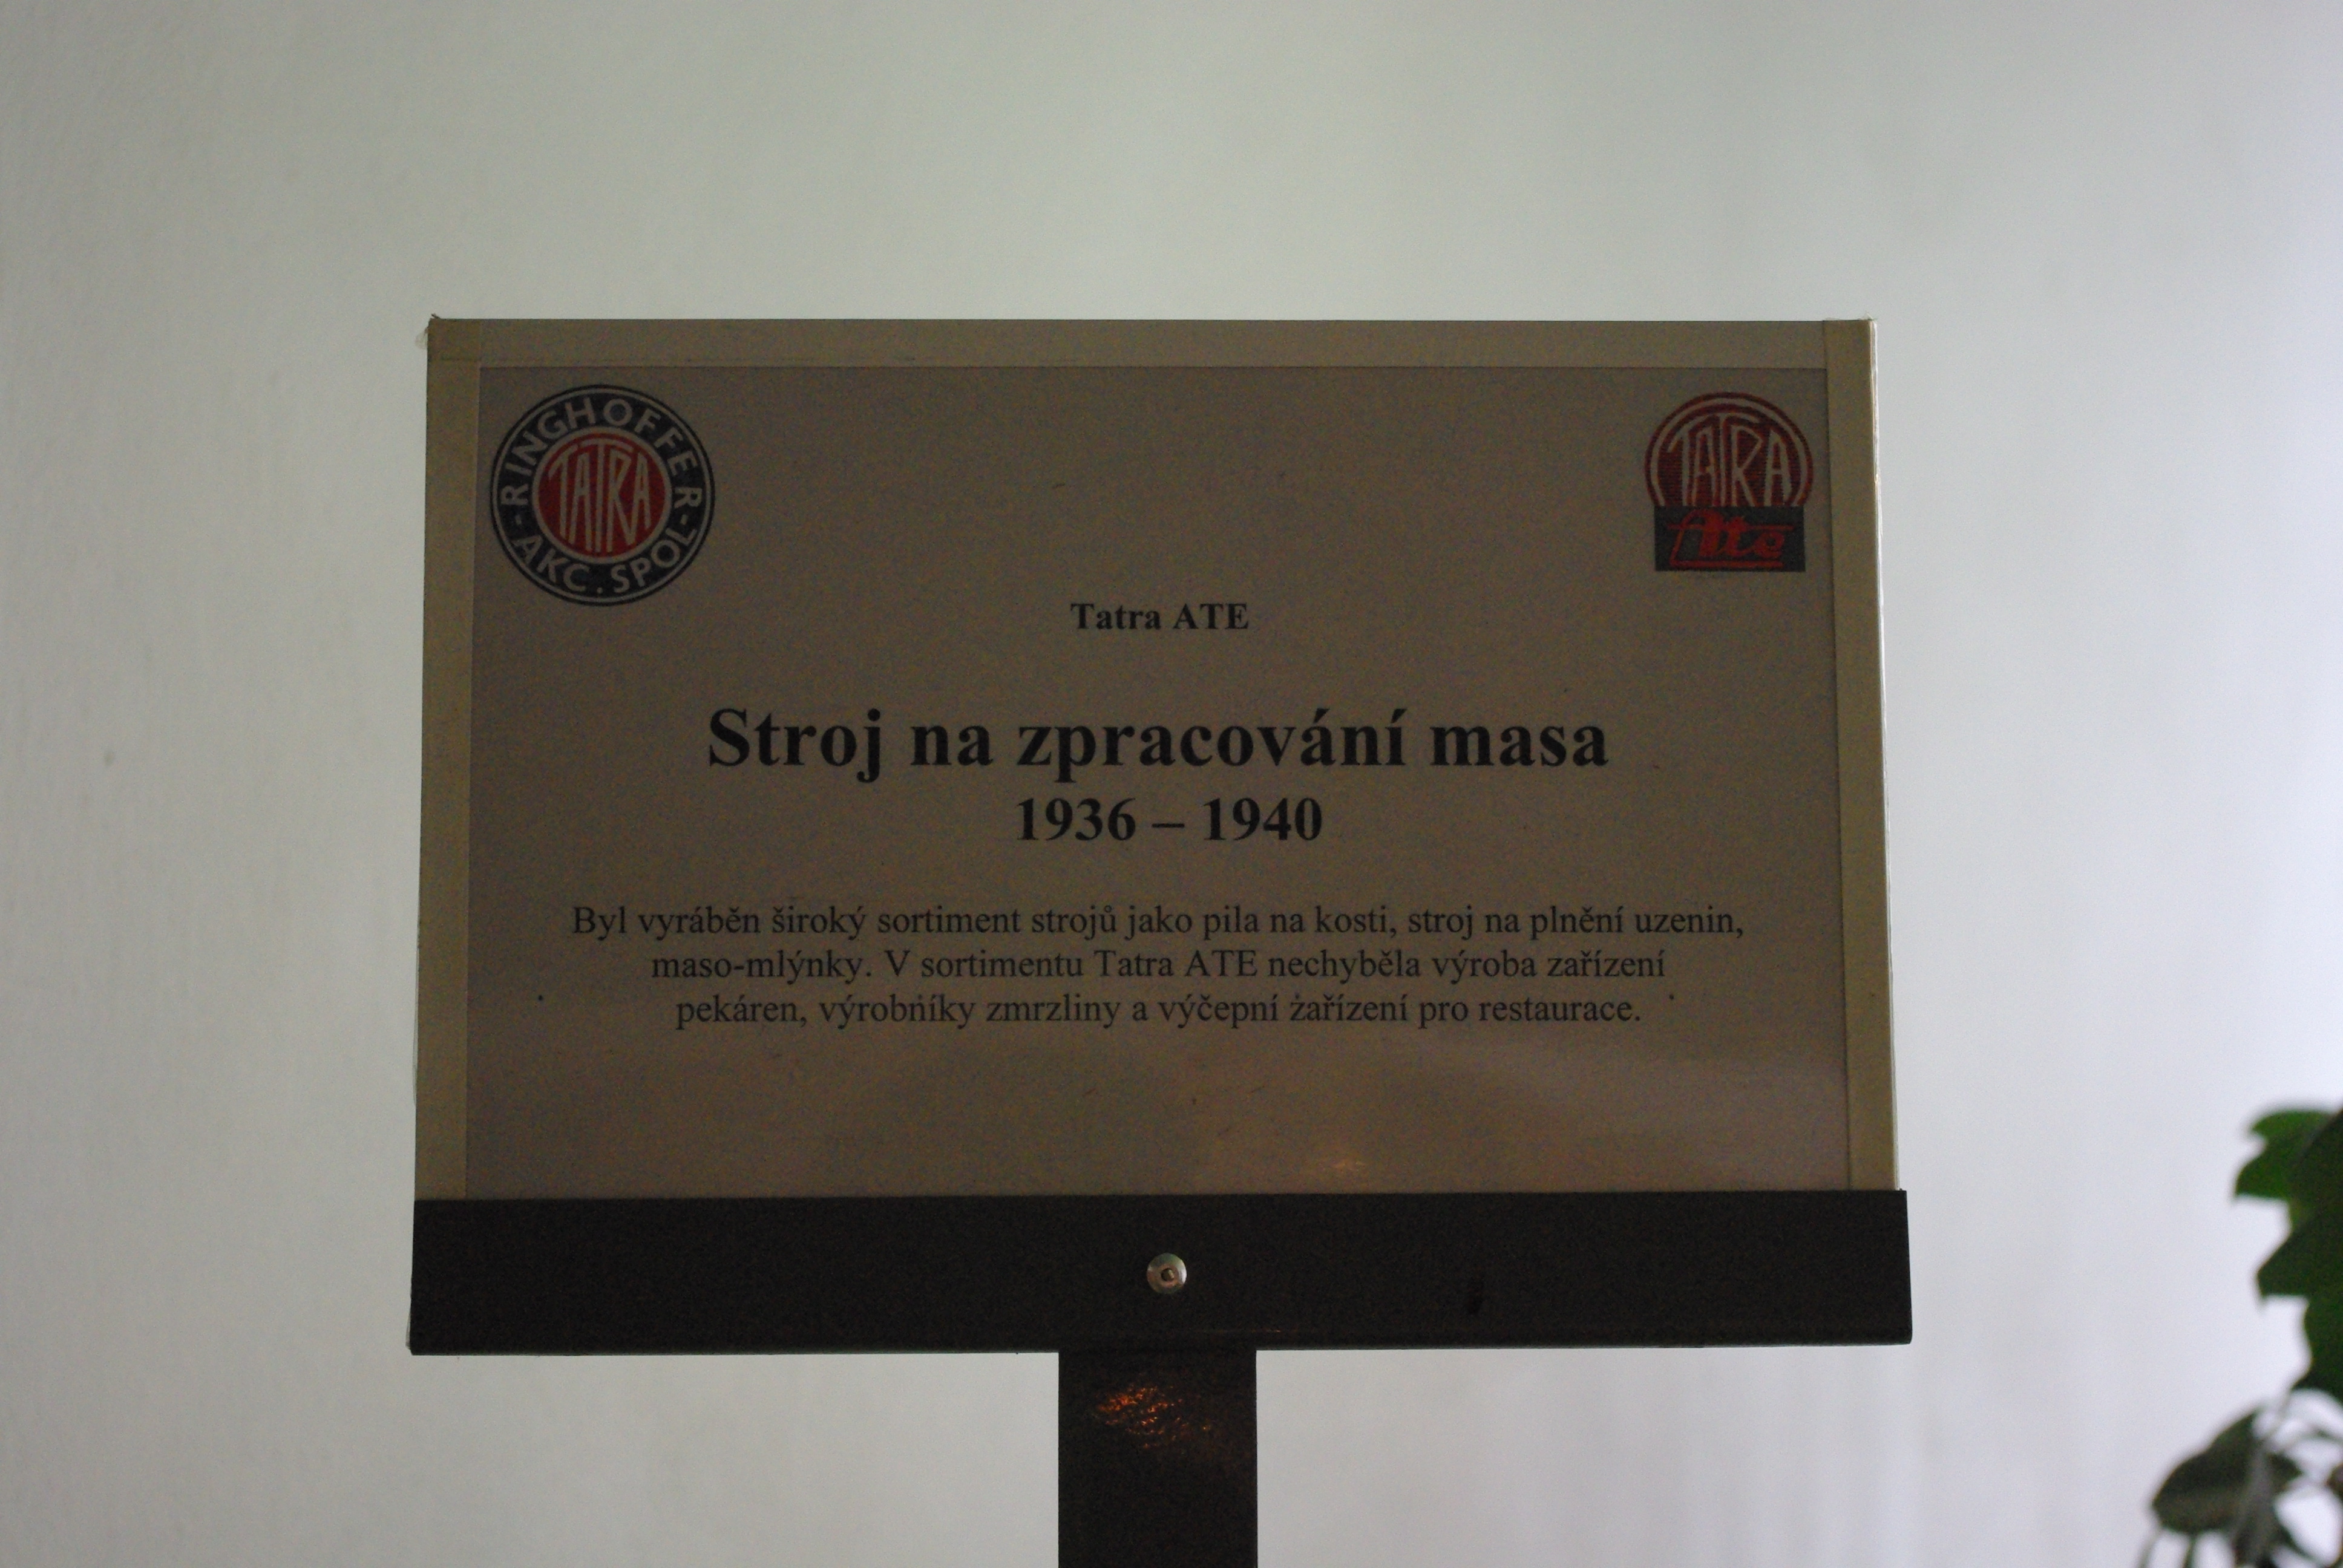 RINGHOFFER
TATRA
- AKC. SPOL -
TATRA
Ate
Tatra ATE
Stroj na zpracování masa
1936 – 1940
Byl vyráběn široký sortiment strojů jako pila na kosti, stroj na plnění uzenin,
maso-mlýnky. V sortimentu Tatra ATE nechyběla výroba zařízení
pekáren, výrobníky zmrzliny a výčepní zařízení pro restaurace.